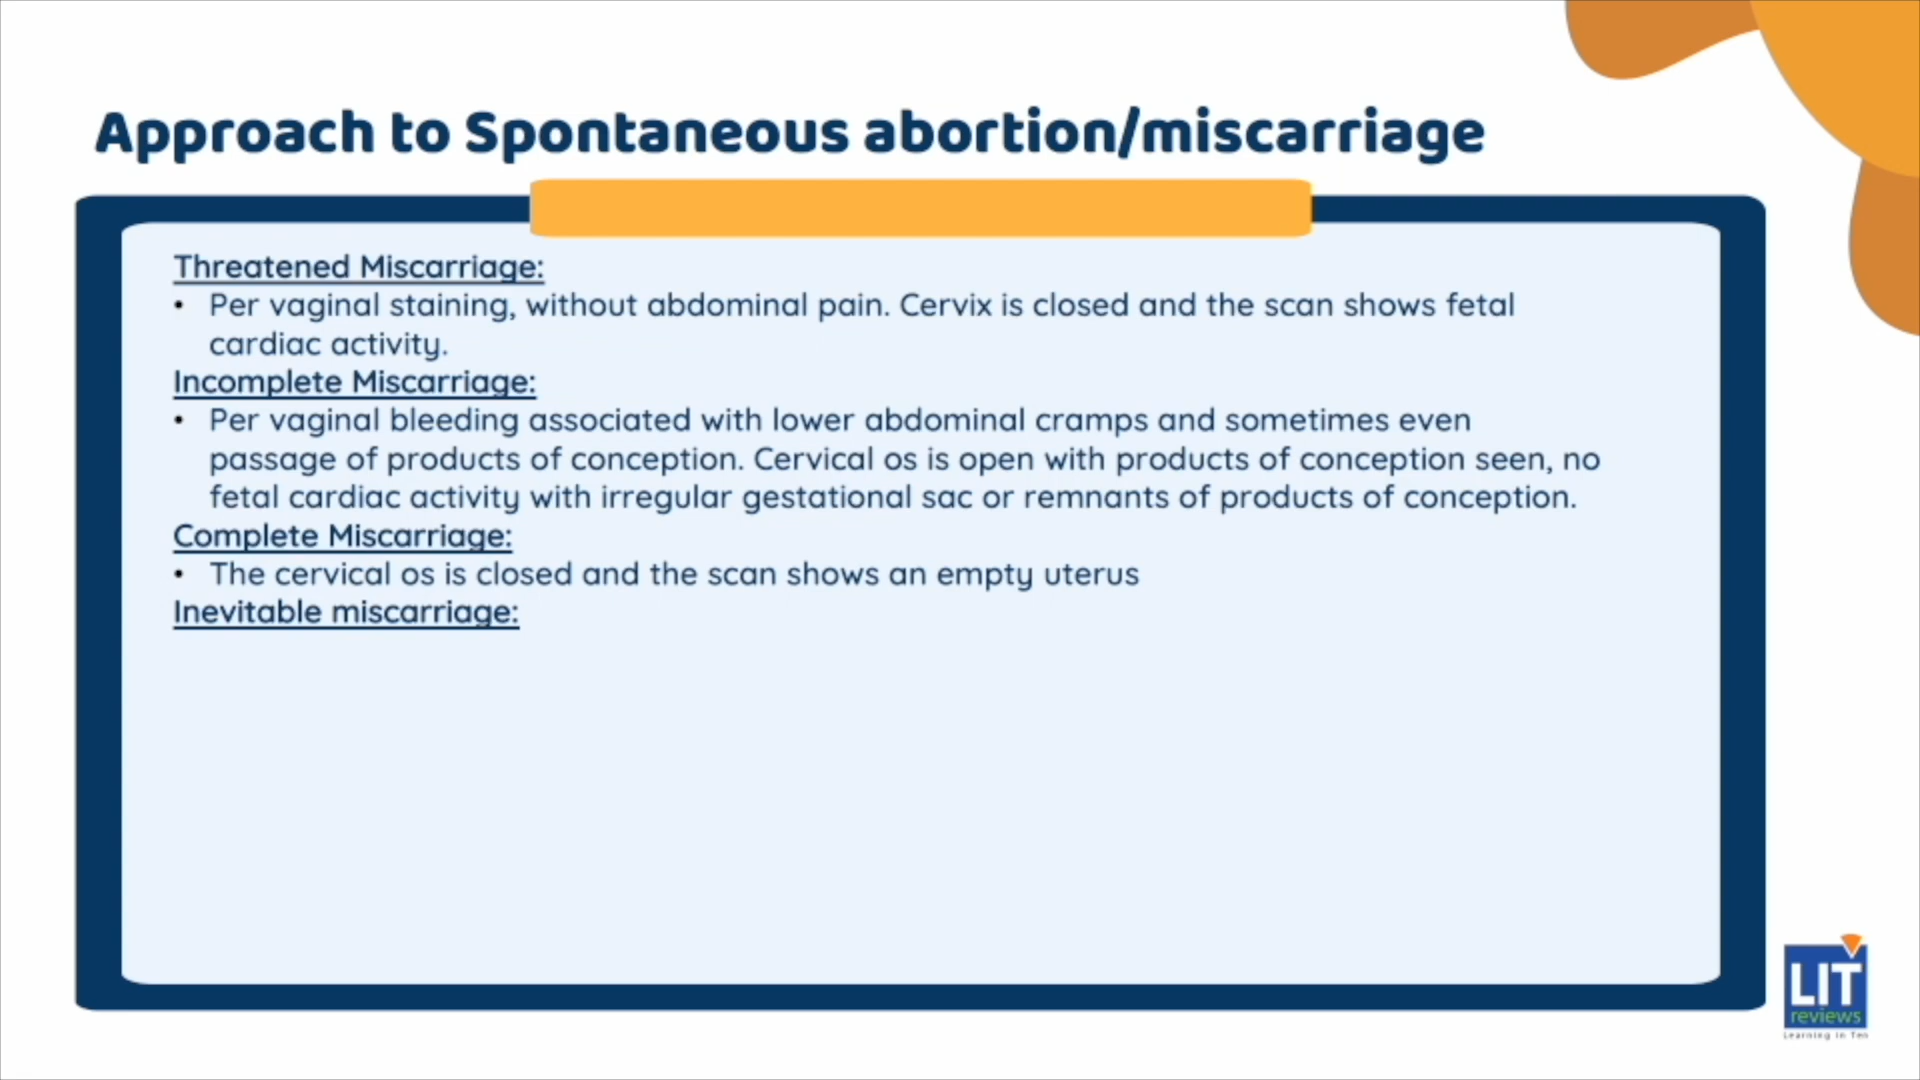 Approach to Spontaneous abortion/miscarriage
Threatened Miscarriage:
• Per vaginal staining, without abdominal pain. Cervix is closed and the scan shows fetal
cardiac activity.
Incomplete Miscarriage:
• Per vaginal bleeding associated with lower abdominal cramps and sometimes even
passage of products of conception. Cervical os is open with products of conception seen, no
fetal cardiac activity with irregular gestational sac or remnants of products of conception.
Complete Miscarriage:
• The cervical os is closed and the scan shows an empty uterus
Inevitable miscarriage:
LIT
reviews
Learning in Ten